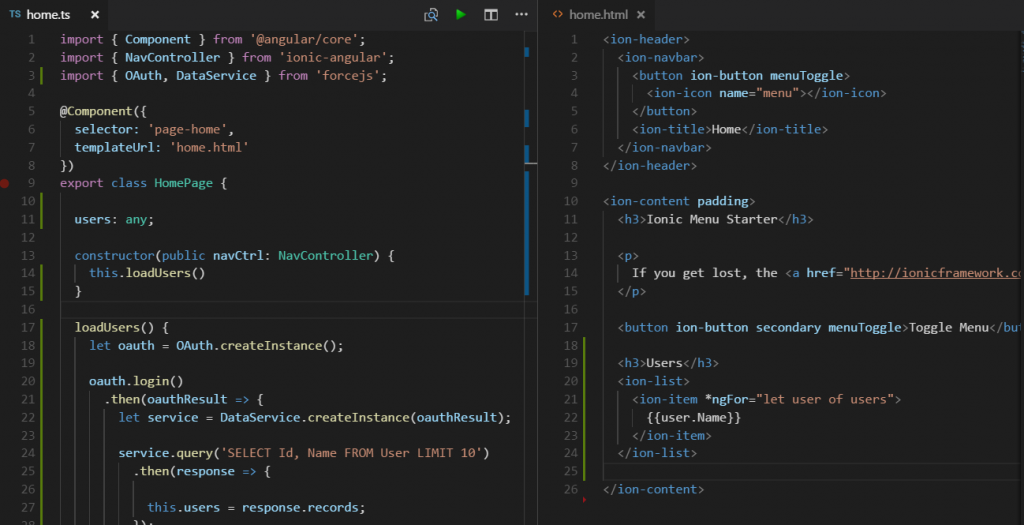 TS home.ts ×
1 import { Component } from '@angular/core';
2 import { NavController } from 'ionic-angular';
3 import { OAuth, DataService } from 'forcejs';
4
5 @Component({
6 selector: 'page-home',
7 templateUrl: 'home.html'
8 })
9 export class HomePage {
10
11 users: any;
12
13 constructor(public navCtrl: NavController) {
14 this.loadUsers()
15 }
16
17 loadUsers() {
18 let oauth = OAuth.createInstance();
19
20 oauth.login()
21 .then(oauthResult => {
22 let service = DataService.createInstance(oauthResult);
23
24 service.query('SELECT Id, Name FROM User LIMIT 10')
25 .then(response => {
26
27 this.users = response.records;
28 });
<> home.html ×
1 <ion-header>
2 <ion-navbar>
3 <button ion-button menuToggle>
4 <ion-icon name="menu"></ion-icon>
5 </button>
6 <ion-title>Home</ion-title>
7 </ion-navbar>
8 </ion-header>
9
10 <ion-content padding>
11 <h3>Ionic Menu Starter</h3>
12
13 <p>
14 If you get lost, the <a href="http://ionicframework.co
15 </p>
16
17 <button ion-button secondary menuToggle>Toggle Menu</but
18
19 <h3>Users</h3>
20 <ion-list>
21 <ion-item *ngFor="let user of users">
22 {{user.Name}}
23 </ion-item>
24 </ion-list>
25
26 </ion-content>